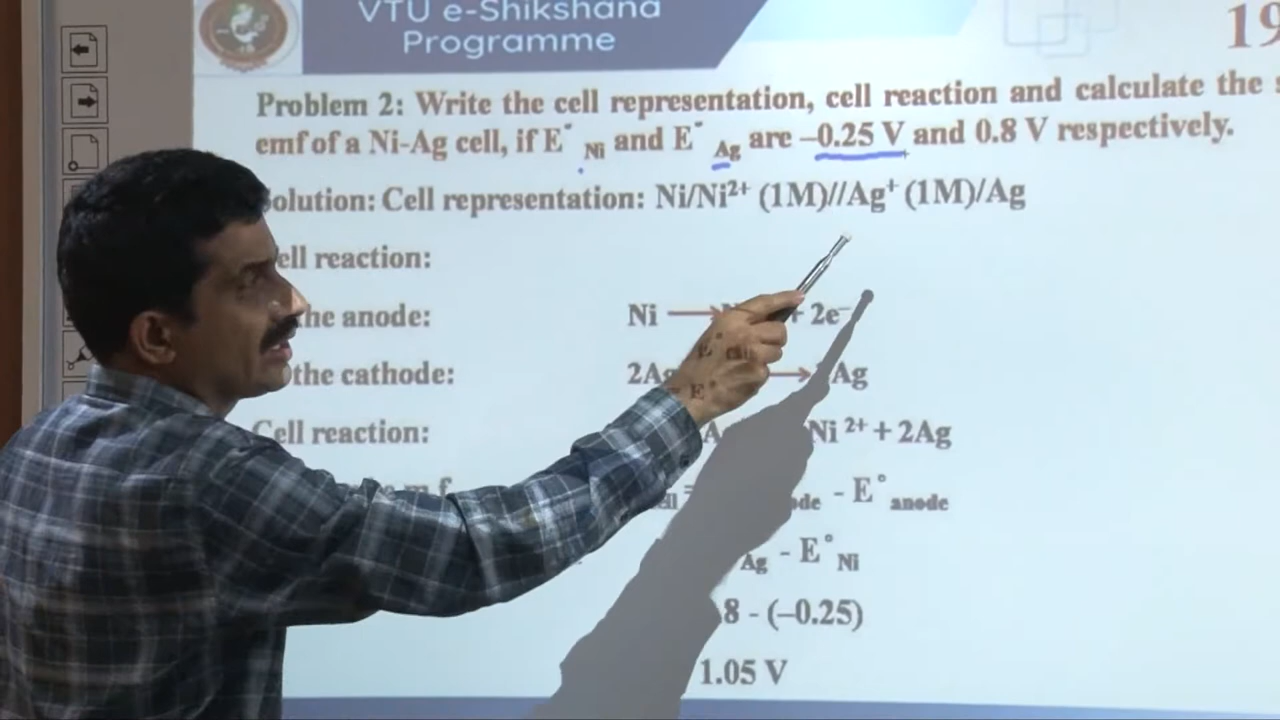 VTU e-Shikshana
Programme
19
Problem 2: Write the cell representation, cell reaction and calculate the
emf of a Ni-Ag cell, if E° Ni and E° Ag are –0.25 V and 0.8 V respectively.
olution: Cell representation: Ni/Ni²⁺ (1M)//Ag⁺ (1M)/Ag
ell reaction:
he anode: Ni → + 2e⁻
the cathode: 2Ag → Ag
Cell reaction: Ni ²⁺ + 2Ag
- E° anode
Ag - E° Ni
.8 - (–0.25)
1.05 V